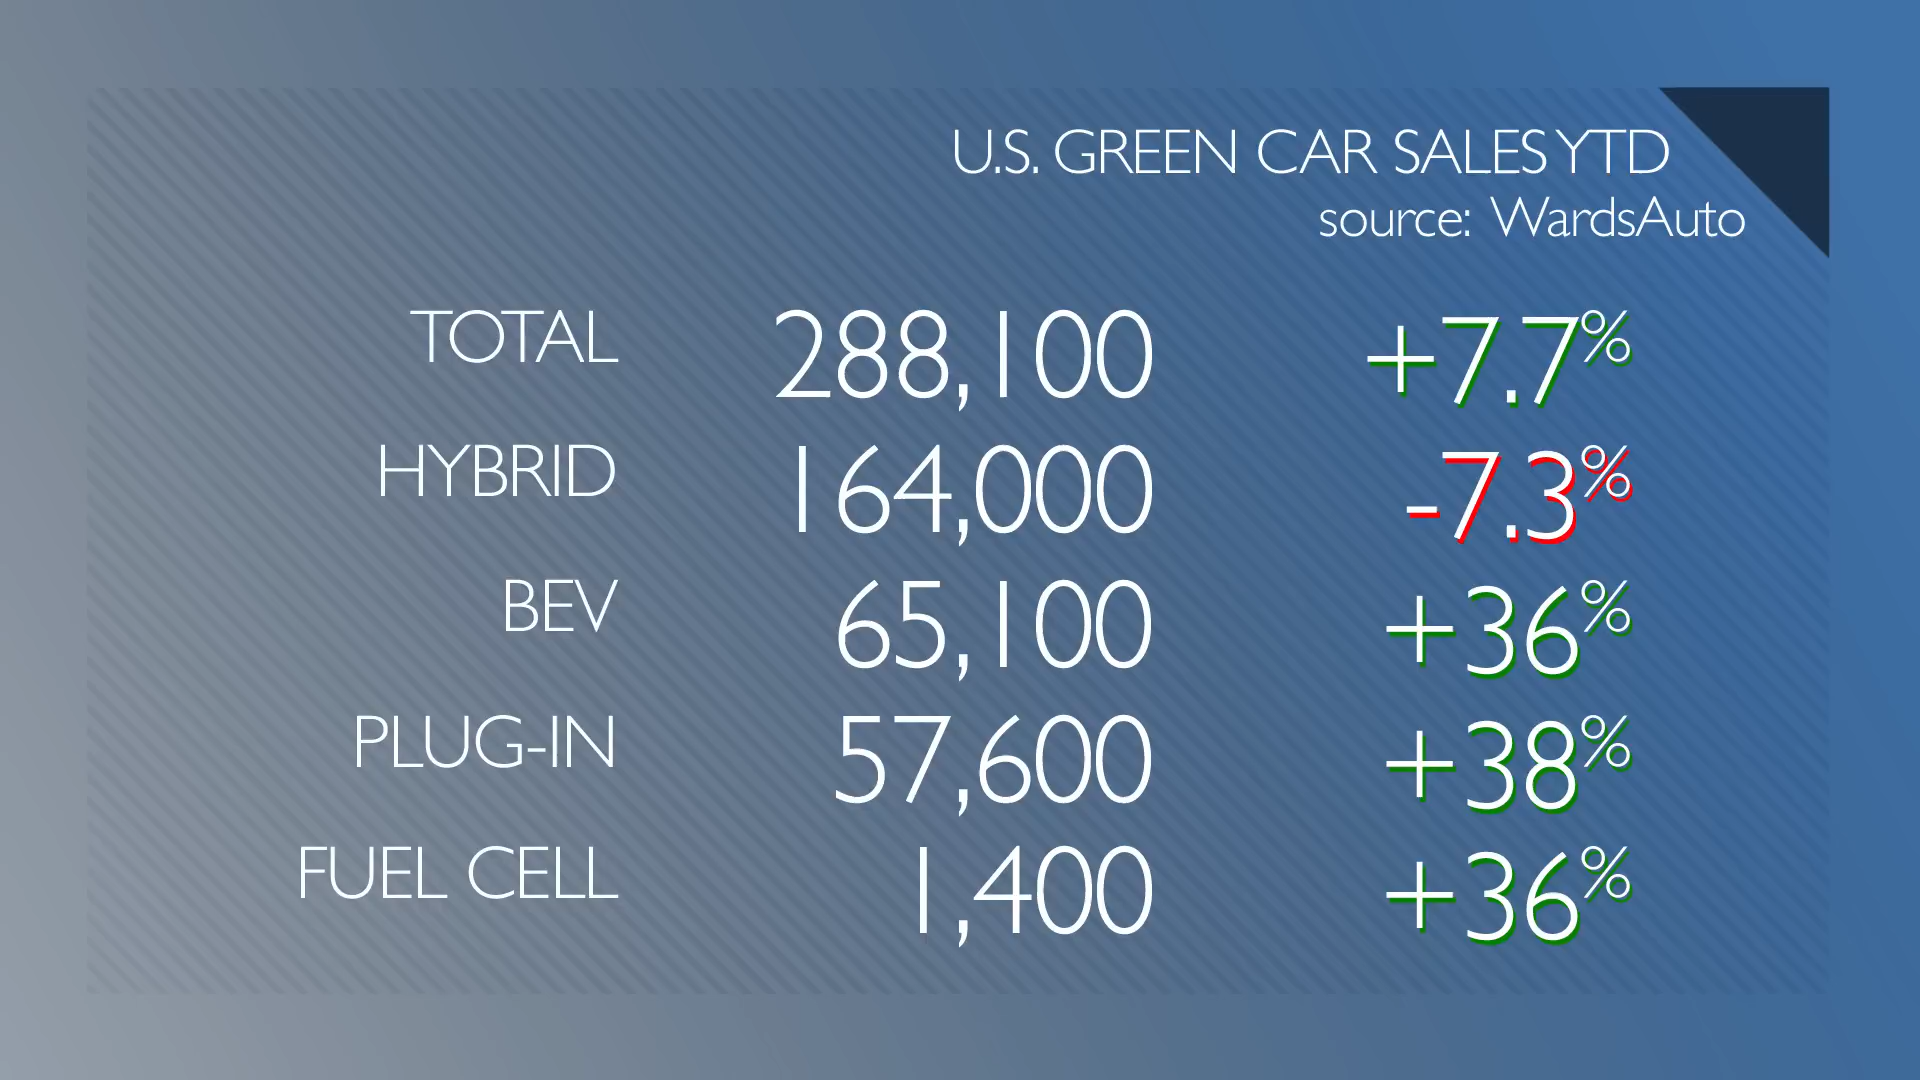 U.S. GREEN CAR SALES YTD
source: WardsAuto
TOTAL 288,100 +7.7%
HYBRID 164,000 -7.3%
BEV 65,100 +36%
PLUG-IN 57,600 +38%
FUEL CELL 1,400 +36%